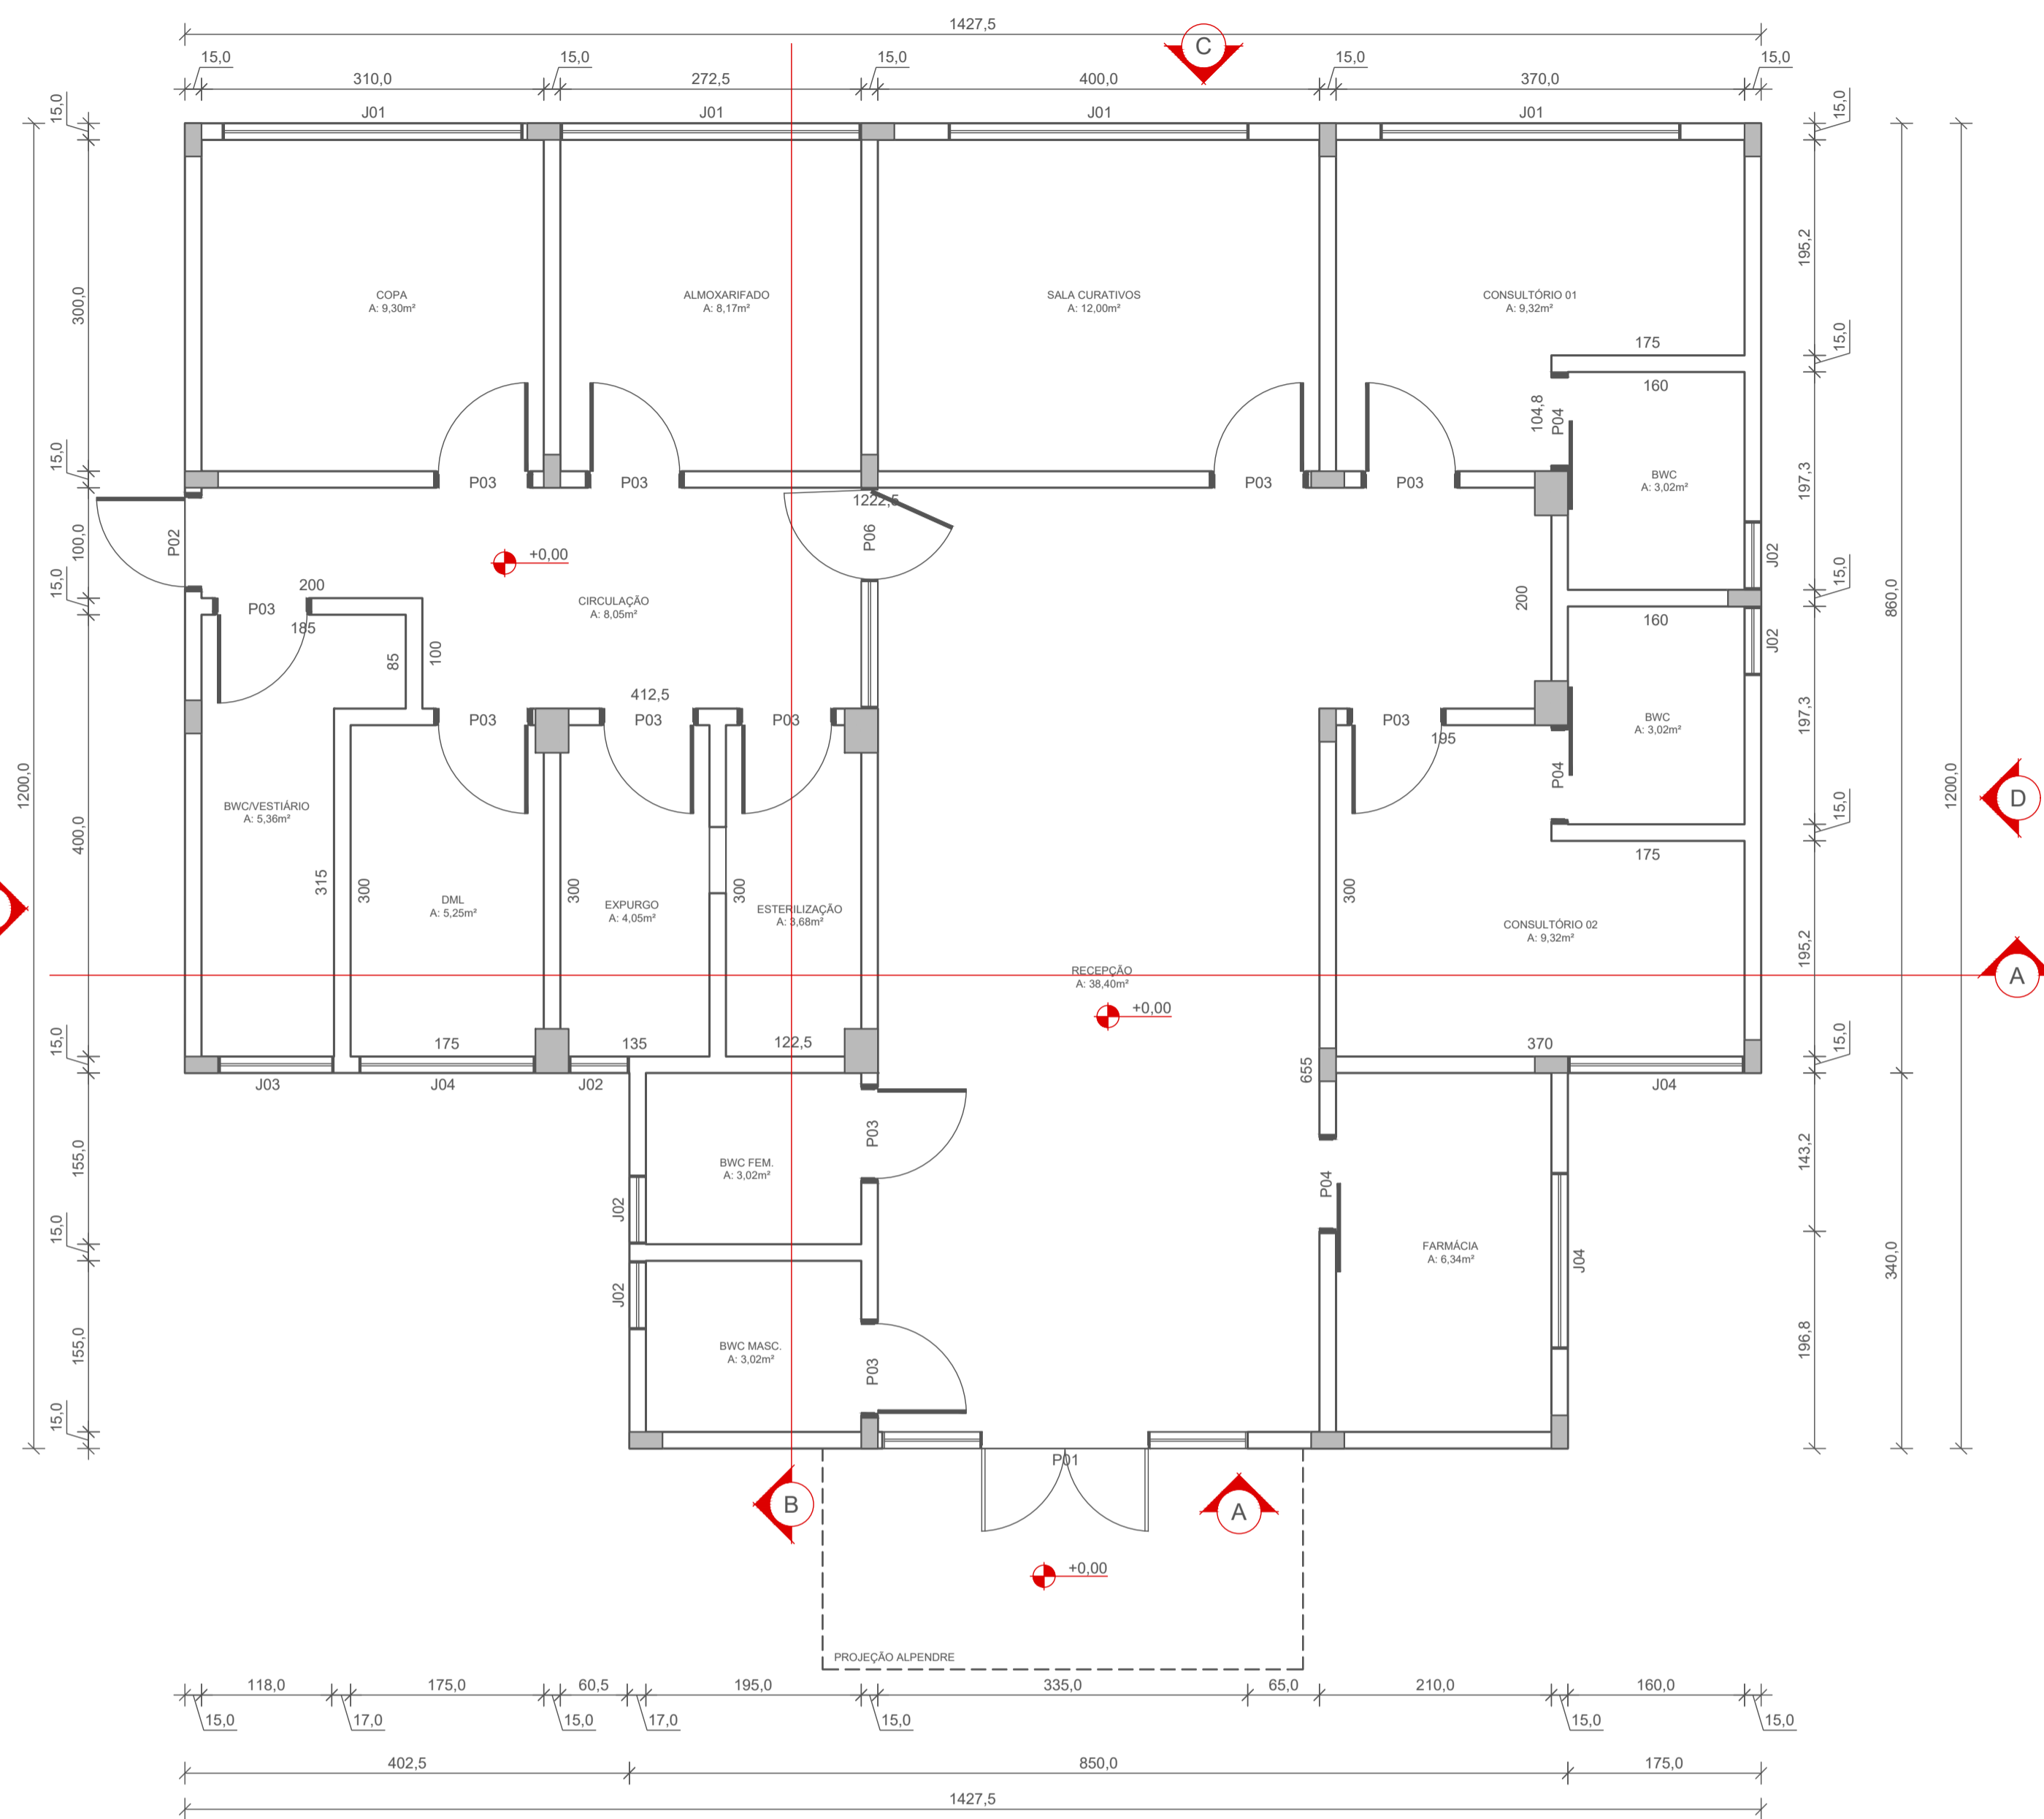 1427,5
15,0
15,0
15,0
15,0
15,0
310,0
272,5
400,0
370,0
C
J01
J01
J01
J01
15,0
300,0
15,0
100,0
15,0
400,0
15,0
155,0
15,0
155,0
15,0
1200,0
COPA
A: 9,30m²
ALMOXARIFADO
A: 8,17m²
SALA CURATIVOS
A: 12,00m²
CONSULTÓRIO 01
A: 9,32m²
175
160
104,8
P04
BWC
A: 3,02m²
P03
P03
P03
P03
P02
1222,5
P06
+0,00
200
P03
185
CIRCULAÇÃO
A: 8,05m²
85
100
412,5
P03
P03
P03
200
J02
J02
160
BWC
A: 3,02m²
P03
195
P04
175
BWC/VESTIÁRIO
A: 5,36m²
315
300
DML
A: 5,25m²
300
EXPURGO
A: 4,05m²
300
ESTERILIZAÇÃO
A: 3,68m²
300
CONSULTÓRIO 02
A: 9,32m²
RECEPÇÃO
A: 38,40m²
+0,00
175
135
122,5
370
655
J03
J04
J02
J04
BWC FEM.
A: 3,02m²
P03
J02
P04
J02
FARMÁCIA
A: 6,34m²
J04
BWC MASC.
A: 3,02m²
P03
P01
B
A
+0,00
PROJEÇÃO ALPENDRE
15,0
195,2
15,0
197,3
15,0
197,3
15,0
195,2
15,0
143,2
196,8
860,0
340,0
1200,0
D
A
118,0
175,0
60,5
195,0
335,0
65,0
210,0
160,0
15,0
17,0
15,0
17,0
15,0
15,0
15,0
402,5
850,0
175,0
1427,5